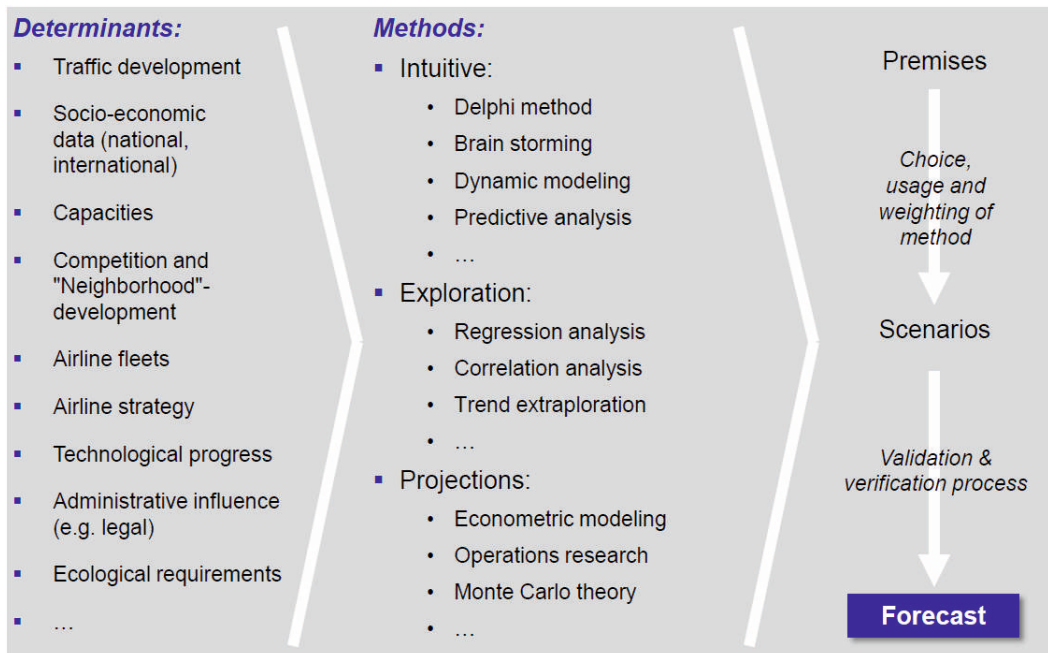 Determinants:
▪ Traffic development
▪ Socio-economic
data (national,
international)
▪ Capacities
▪ Competition and
"Neighborhood"-
development
▪ Airline fleets
▪ Airline strategy
▪ Technological progress
▪ Administrative influence
(e.g. legal)
▪ Ecological requirements
▪ …
Methods:
▪ Intuitive:
• Delphi method
• Brain storming
• Dynamic modeling
• Predictive analysis
• …
▪ Exploration:
• Regression analysis
• Correlation analysis
• Trend extraploration
• …
▪ Projections:
• Econometric modeling
• Operations research
• Monte Carlo theory
• …
Premises
Choice,
usage and
weighting of
method
Scenarios
Validation &
verification process
Forecast